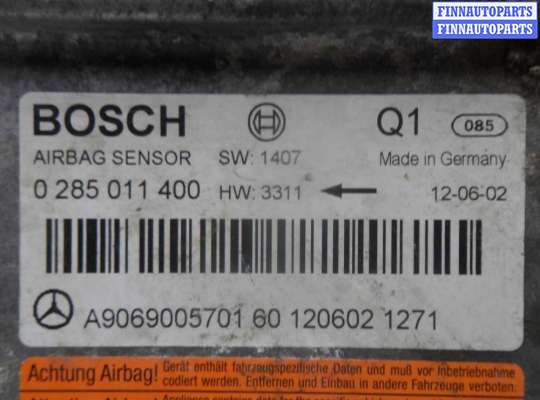 FINNAUTOPARTS
FINNAUTOPARTS
BOSCH Q1 085
AIRBAG SENSOR SW: 1407 Made in Germany
0 285 011 400 HW: 3311 12-06-02
A9069005701 60 120602 1271
Achtung Airbag! Gerät enthält fahrzeugspezifische Daten und muß vor Inbetriebnahme
codiert werden. Entfernen und Einbau in andere Fahrzeuge verboten.